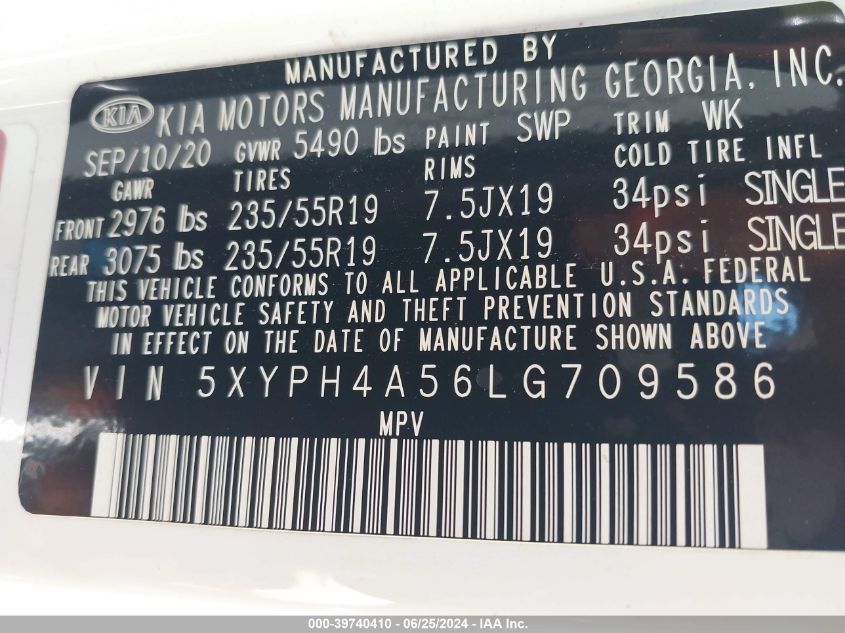 MANUFACTURED BY
KIA KIA MOTORS MANUFACTURING GEORGIA, INC.
SEP/10/20 GVWR 5490 lbs PAINT SWP TRIM WK
GAWR TIRES RIMS COLD TIRE INFL
FRONT 2976 lbs 235/55R19 7.5JX19 34psi SINGLE
REAR 3075 lbs 235/55R19 7.5JX19 34psi SINGLE
THIS VEHICLE CONFORMS TO ALL APPLICABLE U.S.A. FEDERAL
MOTOR VEHICLE SAFETY AND THEFT PREVENTION STANDARDS
IN EFFECT ON THE DATE OF MANUFACTURE SHOWN ABOVE
VIN 5XYPH4A56LG709586
MPV
000-39740410 - 06/25/2024 - IAA Inc.